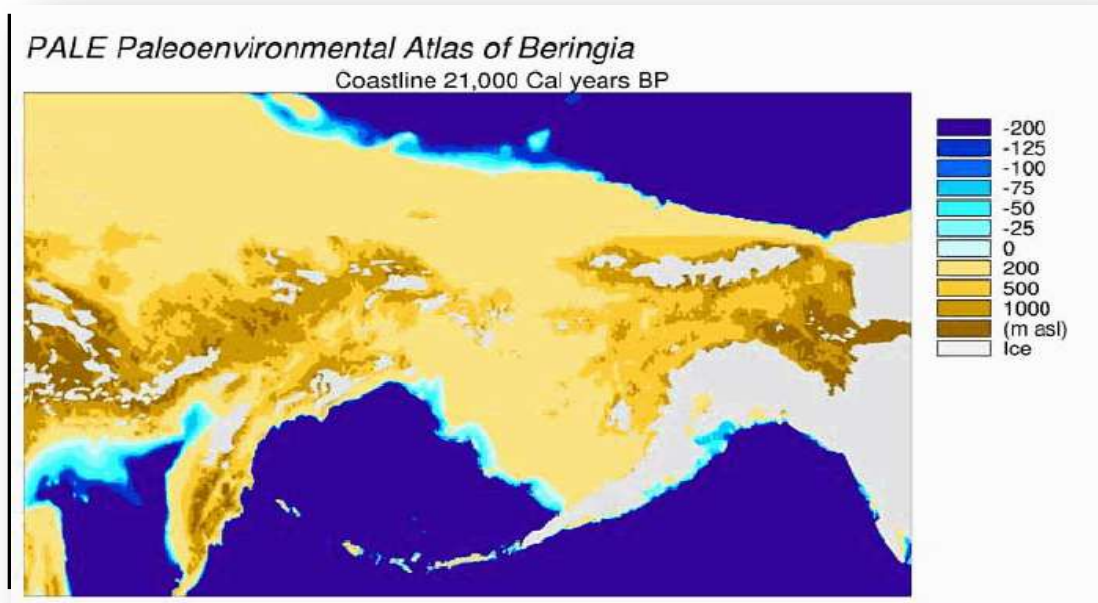 PALE Paleoenvironmental Atlas of Beringia
Coastline 21,000 Cal years BP
-200
-125
-100
-75
-50
-25
0
200
500
1000
(m asl)
Ice